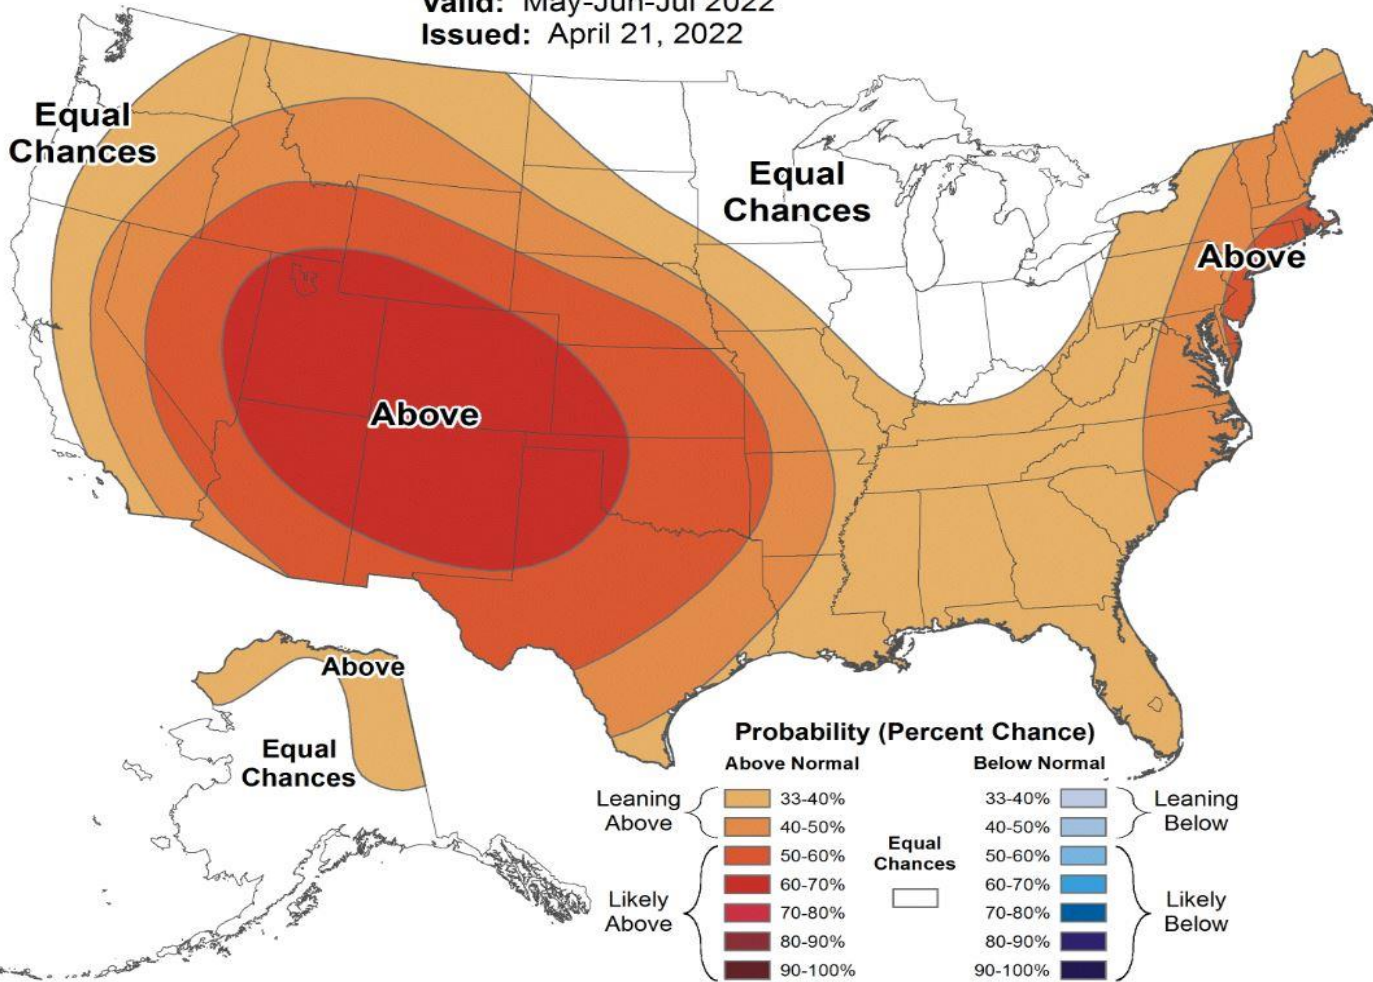 Valid: May-Jun-Jul 2022
Issued: April 21, 2022
Equal
Chances
Equal
Chances
Above
Above
Above
Equal
Chances
Probability (Percent Chance)
Above Normal
Below Normal
Leaning
Above
33-40%
40-50%
Likely
Above
50-60%
60-70%
70-80%
80-90%
90-100%
Equal
Chances
33-40%
40-50%
Leaning
Below
50-60%
60-70%
70-80%
80-90%
90-100%
Likely
Below